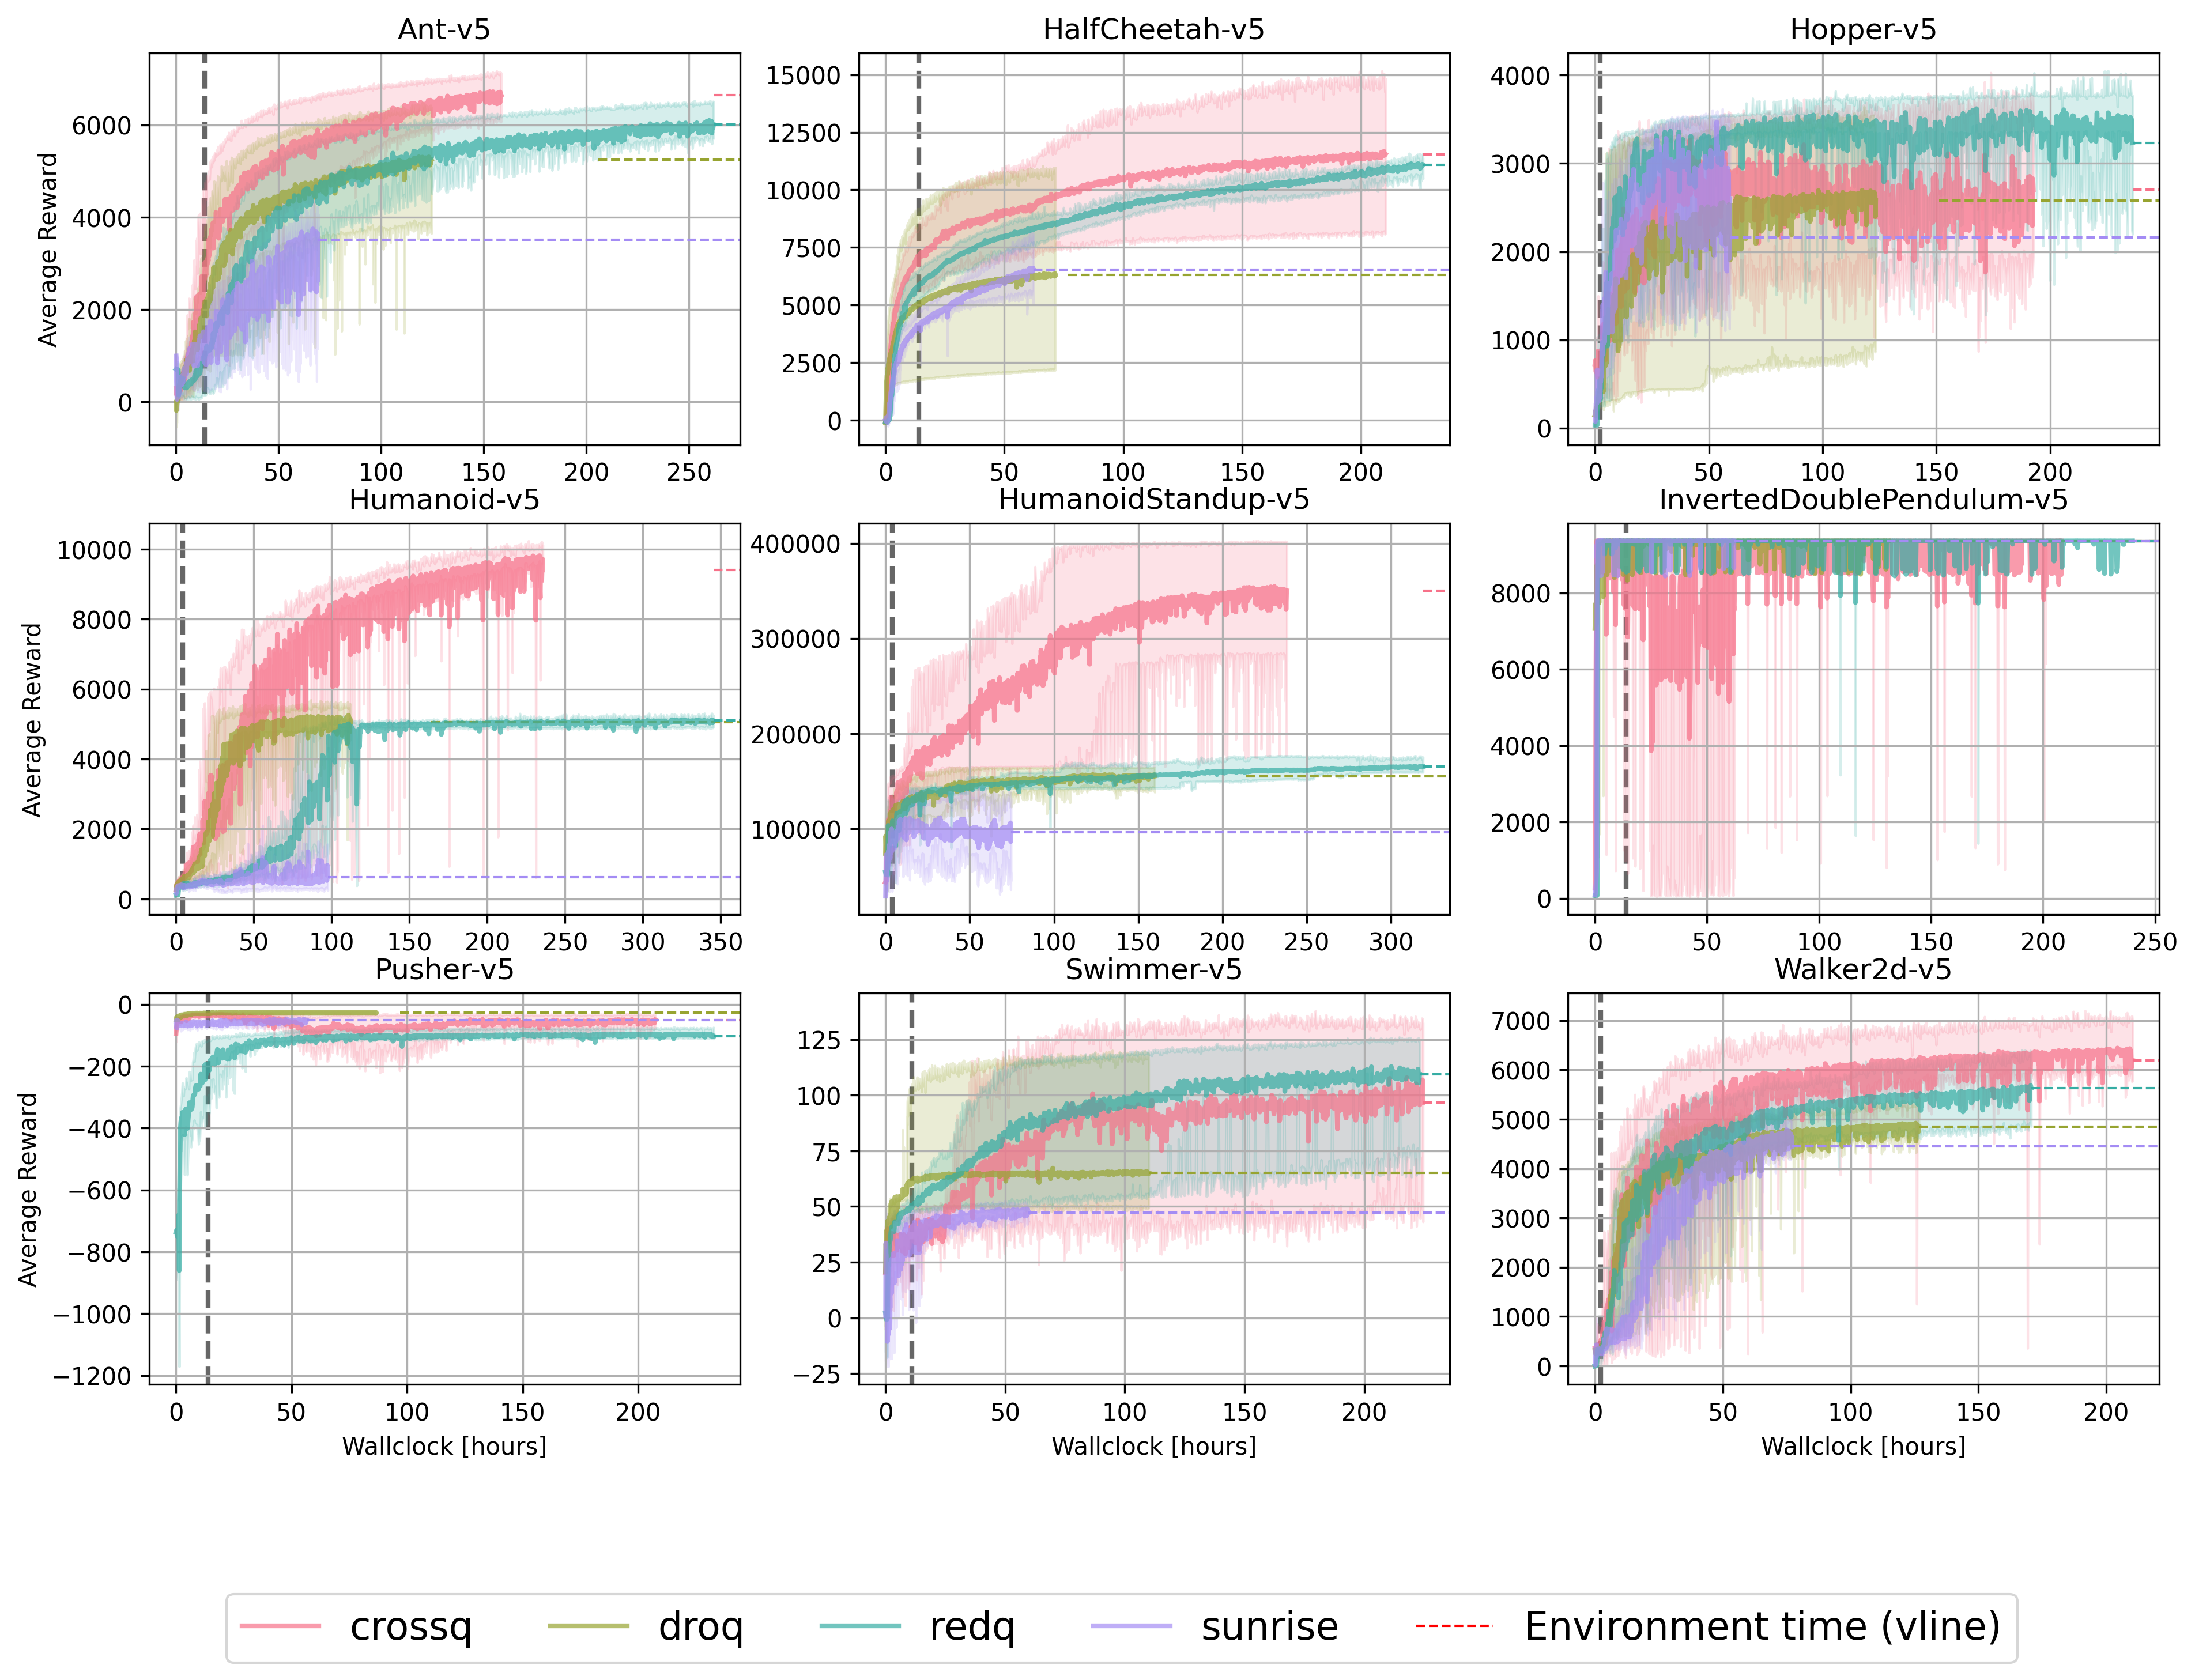 Ant-v5
HalfCheetah-v5
Hopper-v5
Average Reward
6000
4000
2000
0
0 50 100 150 200 250
15000
12500
10000
7500
5000
2500
0
0 50 100 150 200
4000
3000
2000
1000
0
0 50 100 150 200
Humanoid-v5
HumanoidStandup-v5
InvertedDoublePendulum-v5
Average Reward
10000
8000
6000
4000
2000
0
0 50 100 150 200 250 300 350
400000
300000
200000
100000
0 50 100 150 200 250 300
8000
6000
4000
2000
0
0 50 100 150 200 250
Pusher-v5
Swimmer-v5
Walker2d-v5
Average Reward
0
−200
−400
−600
−800
−1000
−1200
0 50 100 150 200
Wallclock [hours]
125
100
75
50
25
0
−25
0 50 100 150 200
Wallclock [hours]
7000
6000
5000
4000
3000
2000
1000
0
0 50 100 150 200
Wallclock [hours]
crossq droq redq sunrise Environment time (vline)